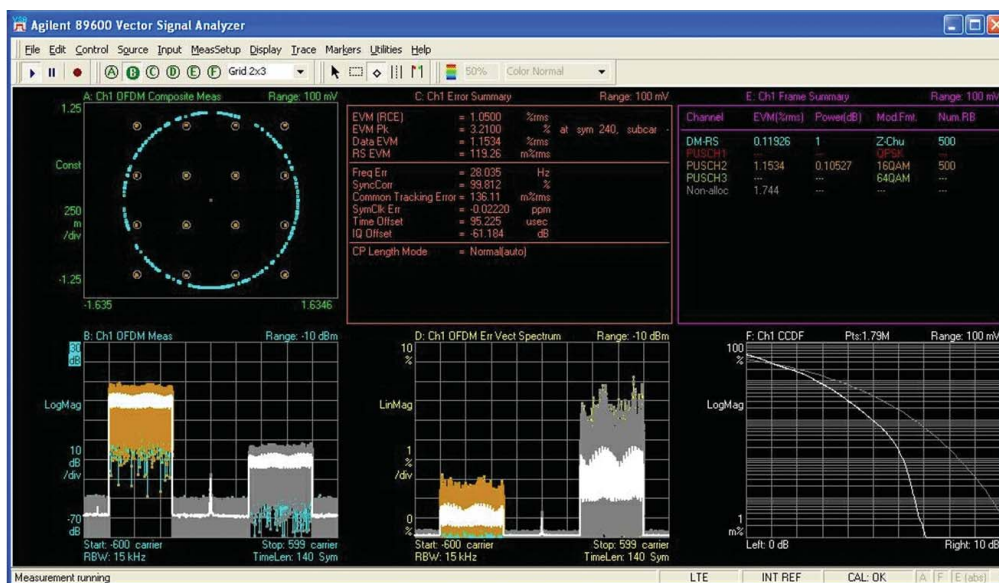 VSA Agilent 89600 Vector Signal Analyzer
File Edit Control Source Input MeasSetup Display Trace Markers Utilities Help
A B C D E F Grid 2x3 50% Color Normal
A: Ch1 OFDM Composite Meas Range: 100 mV
1.25
Const
250
m
/div
-1.25
-1.635 1.6346
C: Ch1 Error Summary Range: 100 mV
EVM (RCE) = 1.0500 %rms
EVM Pk = 3.2100 % at sym 240, subcar -
Data EVM = 1.1534 %rms
RS EVM = 119.26 m%rms
Freq Err = 28.035 Hz
SyncCorr = 99.812 %
Common Tracking Error = 136.11 m%rms
SymClk Err = -0.02220 ppm
Time Offset = 95.225 usec
IQ Offset = -61.184 dB
CP Length Mode = Normal(auto)
E: Ch1 Frame Summary Range: 100 mV
Channel EVM(%rms) Power(dB) Mod.Fmt. Num.RB
DM-RS 0.11926 1 Z-Chu 500
PUSCH1 --- --- QPSK ---
PUSCH2 1.1534 0.10527 16QAM 500
PUSCH3 --- --- 64QAM ---
Non-alloc 1.744 --- ---
B: Ch1 OFDM Meas Range: -10 dBm
30
dB
LogMag
10
dB
/div
-70
dB
Start: -600 carrier Stop: 599 carrier
RBW: 15 kHz TimeLen: 140 Sym
D: Ch1 OFDM Err Vect Spectrum Range: -10 dBm
10
%
LinMag
1
%
/div
0
%
Start: -600 carrier Stop: 599 carrier
RBW: 15 kHz TimeLen: 140 Sym
F: Ch1 CCDF Pts:1.79M Range: 100 mV
100
%
LogMag
1
m%
Left: 0 dB Right: 10 dB
Measurement running LTE INT REF CAL: OK A F E (abs)